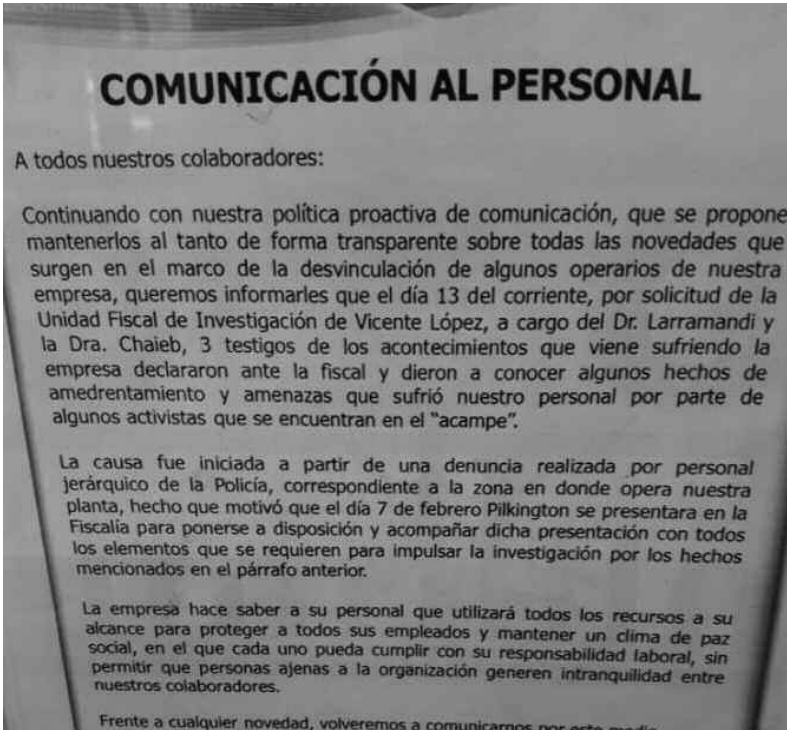 COMUNICACIÓN AL PERSONAL
A todos nuestros colaboradores:
Continuando con nuestra política proactiva de comunicación, que se propone
mantenerlos al tanto de forma transparente sobre todas las novedades que
surgen en el marco de la desvinculación de algunos operarios de nuestra
empresa, queremos informarles que el día 13 del corriente, por solicitud de la
Unidad Fiscal de Investigación de Vicente López, a cargo del Dr. Larramandi y
la Dra. Chaieb, 3 testigos de los acontecimientos que viene sufriendo la
empresa declararon ante la fiscal y dieron a conocer algunos hechos de
amedrentamiento y amenazas que sufrió nuestro personal por parte de
algunos activistas que se encuentran en el "acampe".
La causa fue iniciada a partir de una denuncia realizada por personal
jerárquico de la Policía, correspondiente a la zona en donde opera nuestra
planta, hecho que motivó que el día 7 de febrero Pilkington se presentara en la
Fiscalía para ponerse a disposición y acompañar dicha presentación con todos
los elementos que se requieren para impulsar la investigación por los hechos
mencionados en el párrafo anterior.
La empresa hace saber a su personal que utilizará todos los recursos a su
alcance para proteger a todos sus empleados y mantener un clima de paz
social, en el que cada uno pueda cumplir con su responsabilidad laboral, sin
permitir que personas ajenas a la organización generen intranquilidad entre
nuestros colaboradores.
Frente a cualquier novedad, volveremos a comunicarnos por este medio